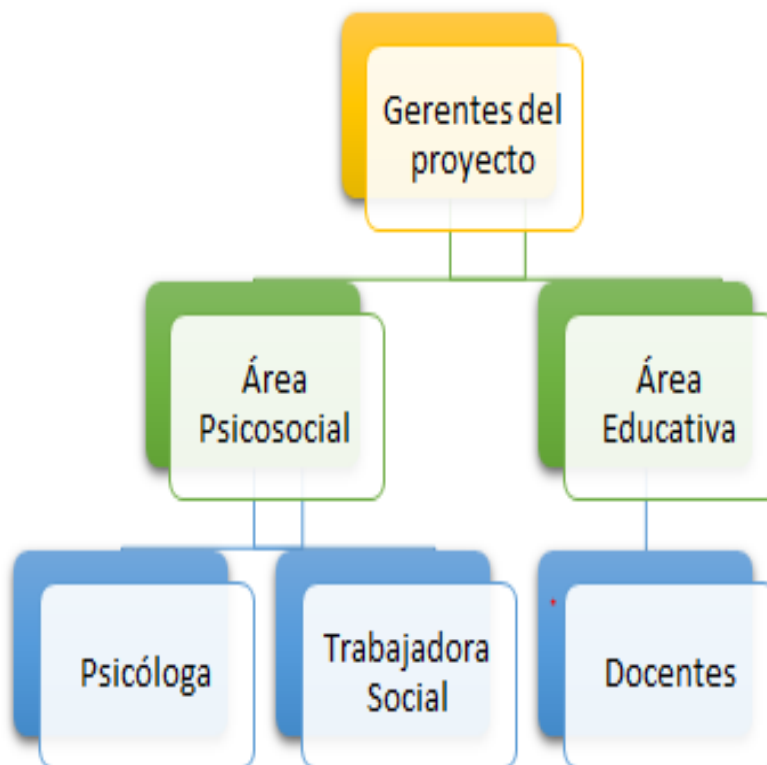 Gerentes del
proyecto
Área
Psicosocial
Área
Educativa
Psicóloga
Trabajadora
Social
Docentes